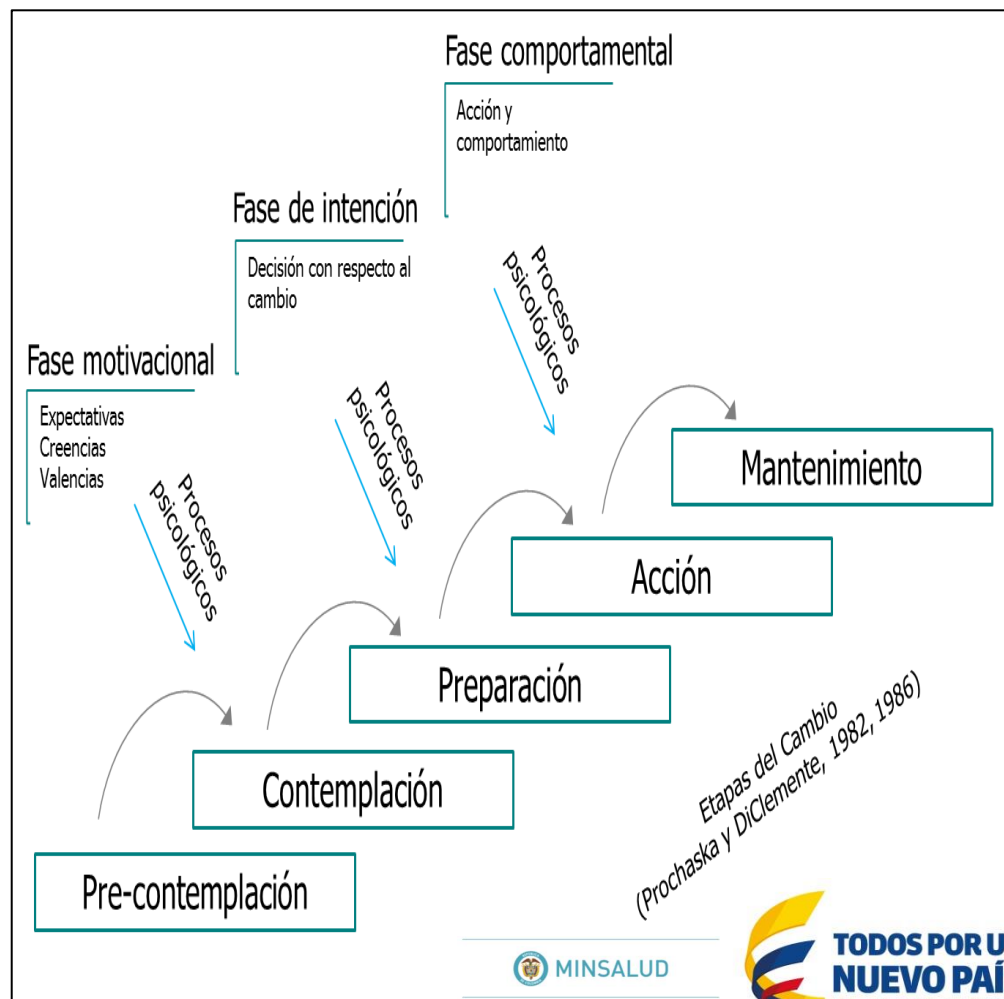 Fase comportamental
Acción y
comportamiento
Fase de intención
Decisión con respecto al
cambio
Fase motivacional
Expectativas
Creencias
Valencias
Procesos
psicológicos
Procesos
psicológicos
Procesos
psicológicos
Mantenimiento
Acción
Preparación
Contemplación
Pre-contemplación
Etapas del Cambio
(Prochaska y DiClemente, 1982, 1986)
MINSALUD
TODOS POR U
NUEVO PAÍ